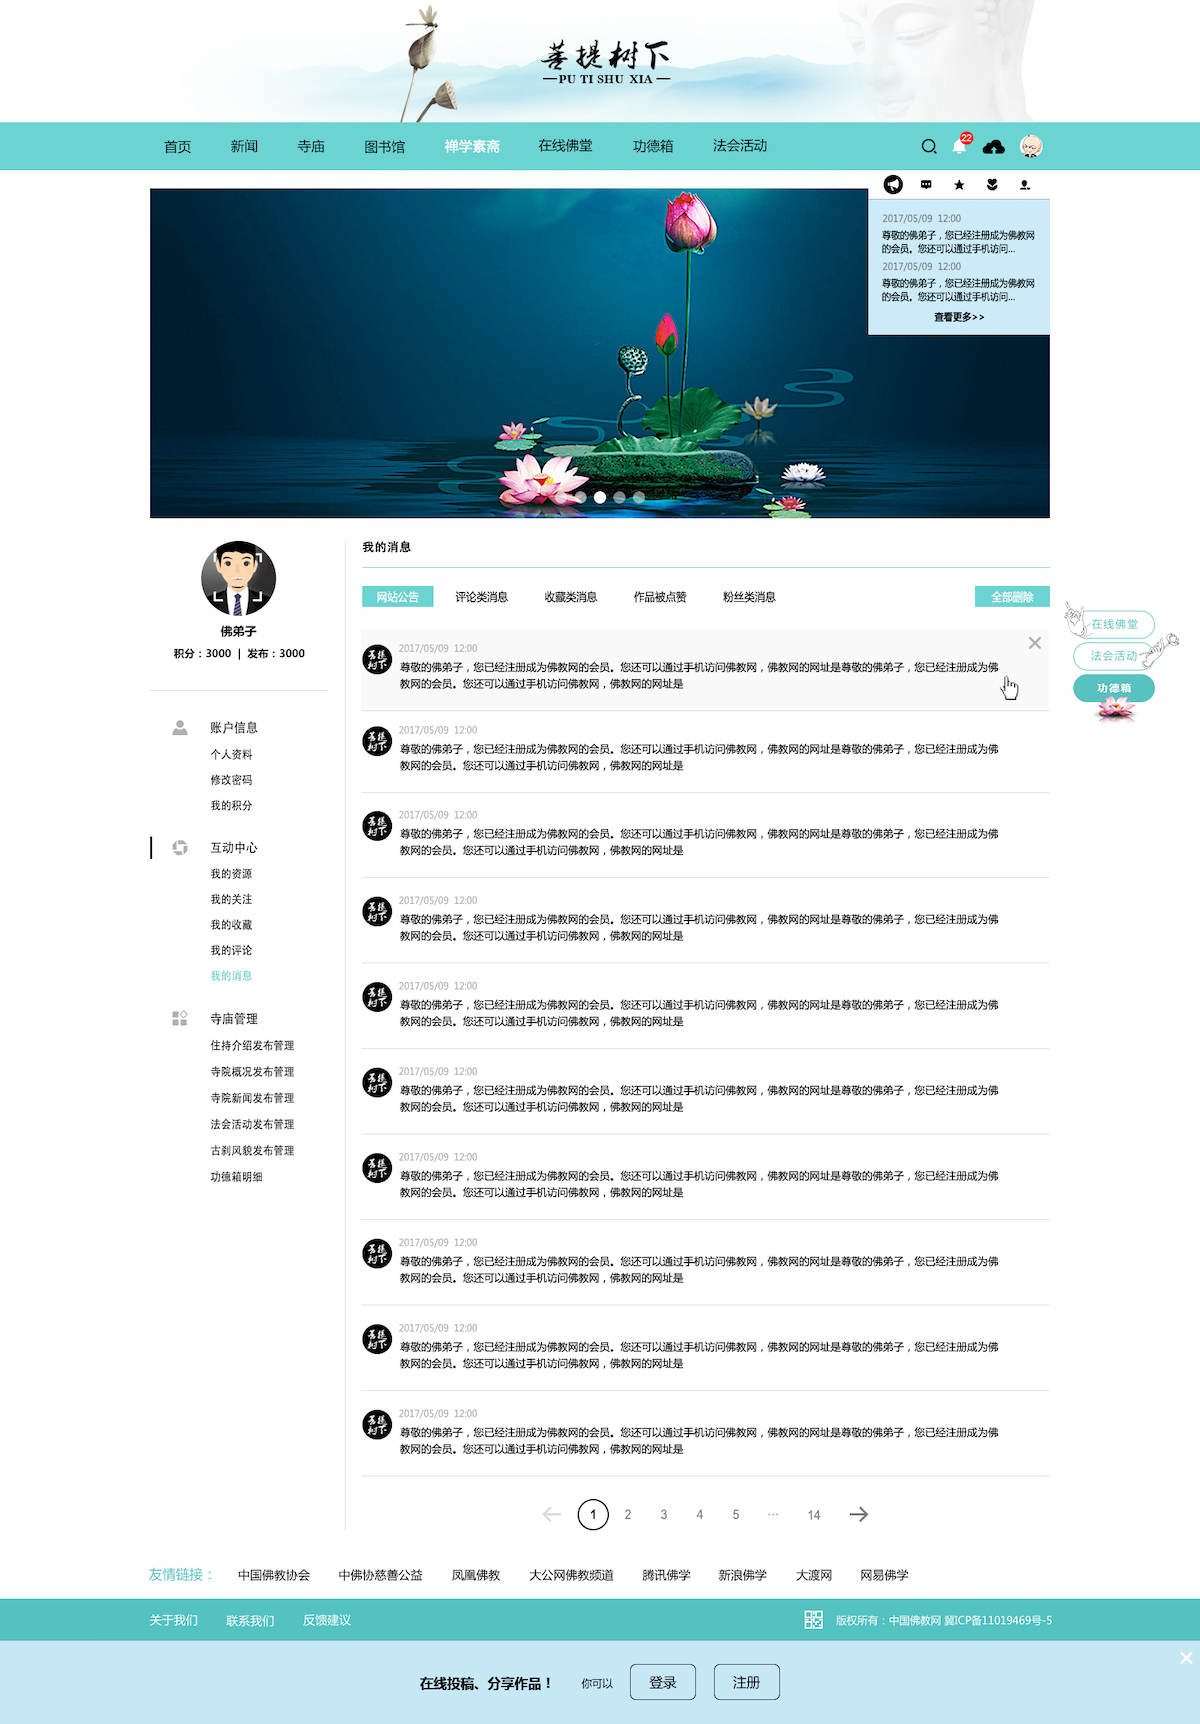 菩提树下
PU TI SHU XIA
首页 新闻 寺庙 图书馆 禅学素斋 在线佛堂 功德箱 法会活动
22
2017/05/09 12:00
尊敬的佛弟子，您已经注册成为佛教网
的会员。您还可以通过手机访问...
2017/05/09 12:00
尊敬的佛弟子，您已经注册成为佛教网
的会员。您还可以通过手机访问...
查看更多>>
佛弟子
积分：3000 | 发布：3000
账户信息
个人资料
修改密码
我的积分
互动中心
我的资源
我的关注
我的收藏
我的评论
我的消息
寺庙管理
住持介绍发布管理
寺院概况发布管理
寺院新闻发布管理
法会活动发布管理
古刹风貌发布管理
功德箱明细
我的消息
网站公告 评论类消息 收藏类消息 作品被点赞 粉丝类消息 全部删除
菩提
树下
2017/05/09 12:00
尊敬的佛弟子，您已经注册成为佛教网的会员。您还可以通过手机访问佛教网，佛教网的网址是尊敬的佛弟子，您已经注册成为佛
教网的会员。您还可以通过手机访问佛教网，佛教网的网址是
菩提
树下
2017/05/09 12:00
尊敬的佛弟子，您已经注册成为佛教网的会员。您还可以通过手机访问佛教网，佛教网的网址是尊敬的佛弟子，您已经注册成为佛
教网的会员。您还可以通过手机访问佛教网，佛教网的网址是
菩提
树下
2017/05/09 12:00
尊敬的佛弟子，您已经注册成为佛教网的会员。您还可以通过手机访问佛教网，佛教网的网址是尊敬的佛弟子，您已经注册成为佛
教网的会员。您还可以通过手机访问佛教网，佛教网的网址是
菩提
树下
2017/05/09 12:00
尊敬的佛弟子，您已经注册成为佛教网的会员。您还可以通过手机访问佛教网，佛教网的网址是尊敬的佛弟子，您已经注册成为佛
教网的会员。您还可以通过手机访问佛教网，佛教网的网址是
菩提
树下
2017/05/09 12:00
尊敬的佛弟子，您已经注册成为佛教网的会员。您还可以通过手机访问佛教网，佛教网的网址是尊敬的佛弟子，您已经注册成为佛
教网的会员。您还可以通过手机访问佛教网，佛教网的网址是
菩提
树下
2017/05/09 12:00
尊敬的佛弟子，您已经注册成为佛教网的会员。您还可以通过手机访问佛教网，佛教网的网址是尊敬的佛弟子，您已经注册成为佛
教网的会员。您还可以通过手机访问佛教网，佛教网的网址是
菩提
树下
2017/05/09 12:00
尊敬的佛弟子，您已经注册成为佛教网的会员。您还可以通过手机访问佛教网，佛教网的网址是尊敬的佛弟子，您已经注册成为佛
教网的会员。您还可以通过手机访问佛教网，佛教网的网址是
菩提
树下
2017/05/09 12:00
尊敬的佛弟子，您已经注册成为佛教网的会员。您还可以通过手机访问佛教网，佛教网的网址是尊敬的佛弟子，您已经注册成为佛
教网的会员。您还可以通过手机访问佛教网，佛教网的网址是
菩提
树下
2017/05/09 12:00
尊敬的佛弟子，您已经注册成为佛教网的会员。您还可以通过手机访问佛教网，佛教网的网址是尊敬的佛弟子，您已经注册成为佛
教网的会员。您还可以通过手机访问佛教网，佛教网的网址是
菩提
树下
2017/05/09 12:00
尊敬的佛弟子，您已经注册成为佛教网的会员。您还可以通过手机访问佛教网，佛教网的网址是尊敬的佛弟子，您已经注册成为佛
教网的会员。您还可以通过手机访问佛教网，佛教网的网址是
1 2 3 4 5 ··· 14
在线佛堂
法会活动
功德箱
友情链接： 中国佛教协会 中佛协慈善公益 凤凰佛教 大公网佛教频道 腾讯佛学 新浪佛学 大渡网 网易佛学
关于我们 联系我们 反馈建议 版权所有：中国佛教网 冀ICP备11019469号-5
在线投稿、分享作品！ 你可以 登录 注册